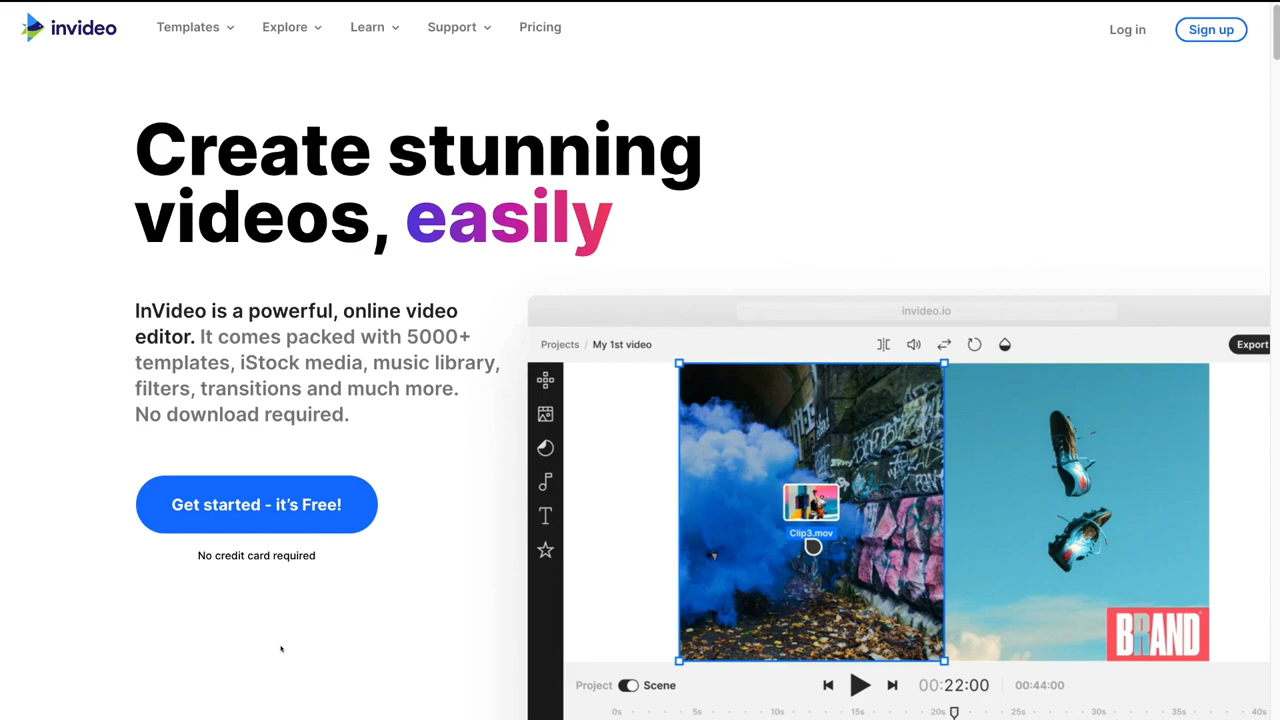 invideo
Templates
Explore
Learn
Support
Pricing
Log in
Sign up
Create stunning
videos, easily
InVideo is a powerful, online video
editor. It comes packed with 5000+
templates, iStock media, music library,
filters, transitions and much more.
No download required.
Get started - it's Free!
No credit card required
invideo.io
Projects / My 1st video
Export
Clip3.mov
BRAND
Project
Scene
00:22:00
00:44:00
0s
5s
10s
15s
20s
25s
30s
35s
40s